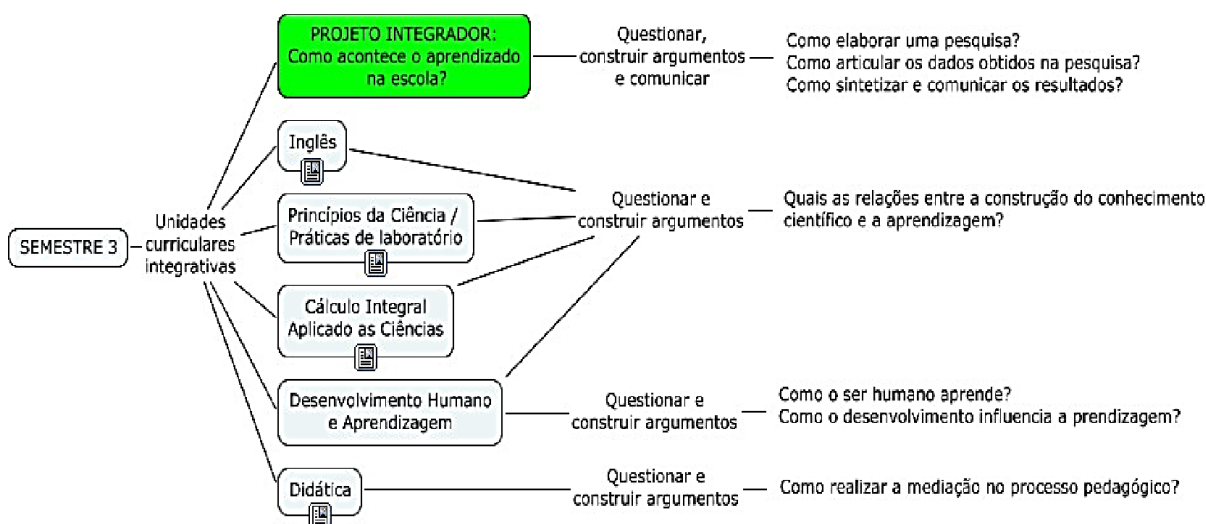 SEMESTRE 3
Unidades
curriculares
integrativas
PROJETO INTEGRADOR:
Como acontece o aprendizado
na escola?
Questionar,
construir argumentos
e comunicar
Como elaborar uma pesquisa?
Como articular os dados obtidos na pesquisa?
Como sintetizar e comunicar os resultados?
Inglês
Princípios da Ciência /
Práticas de laboratório
Cálculo Integral
Aplicado as Ciências
Questionar e
construir argumentos
Quais as relações entre a construção do conhecimento
científico e a aprendizagem?
Desenvolvimento Humano
e Aprendizagem
Questionar e
construir argumentos
Como o ser humano aprende?
Como o desenvolvimento influencia a prendizagem?
Didática
Questionar e
construir argumentos
Como realizar a mediação no processo pedagógico?